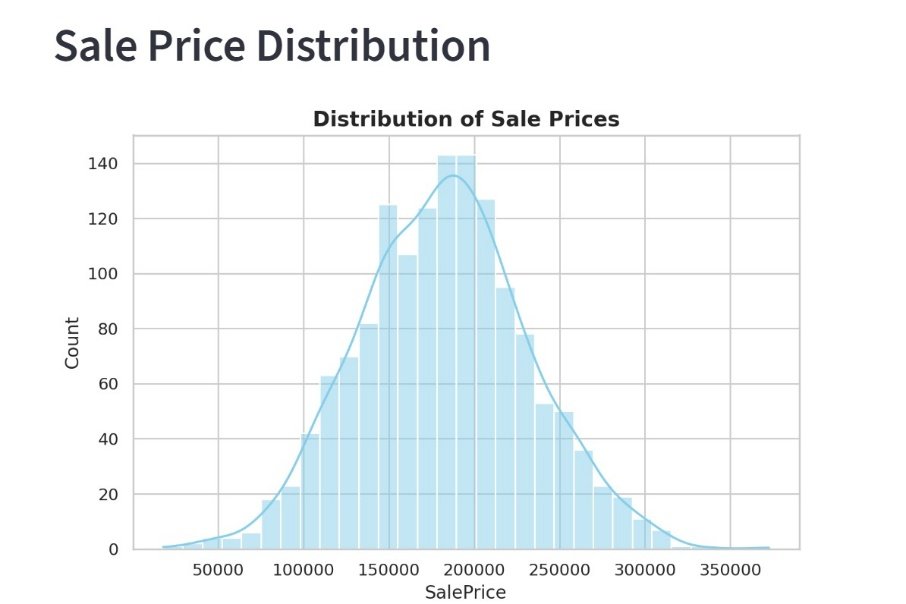 Sale Price Distribution
Distribution of Sale Prices
140
120
100
80
60
40
20
0
Count
50000 100000 150000 200000 250000 300000 350000
SalePrice